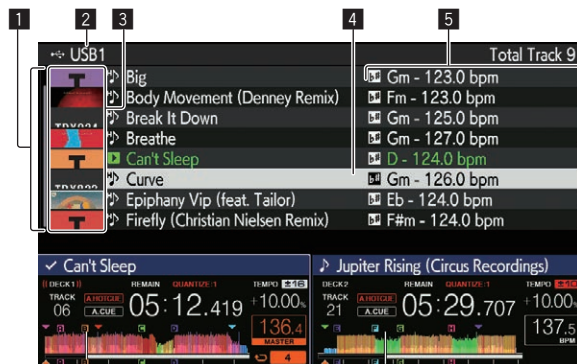 1 2 3 4 5
USB1 Total Track 9
T Big Gm - 123.0 bpm
Body Movement (Denney Remix) Fm - 123.0 bpm
Break It Down Gm - 125.0 bpm
Breathe Gm - 127.0 bpm
T Can't Sleep D - 124.0 bpm
Curve Gm - 126.0 bpm
Epiphany Vip (feat. Tailor) Eb - 124.0 bpm
T Firefly (Christian Nielsen Remix) F#m - 124.0 bpm
Can't Sleep
DECK1 REMAIN QUANTIZE:1 TEMPO ±16
TRACK 06 A.HOTCUE A.CUE 05:12.419 +10.00%
136.4 MASTER
4
Jupiter Rising (Circus Recordings)
DECK2 REMAIN QUANTIZE:1 TEMPO
TRACK 21 A.HOTCUE A.CUE 05:29.707 +10.00%
137.5 BPM